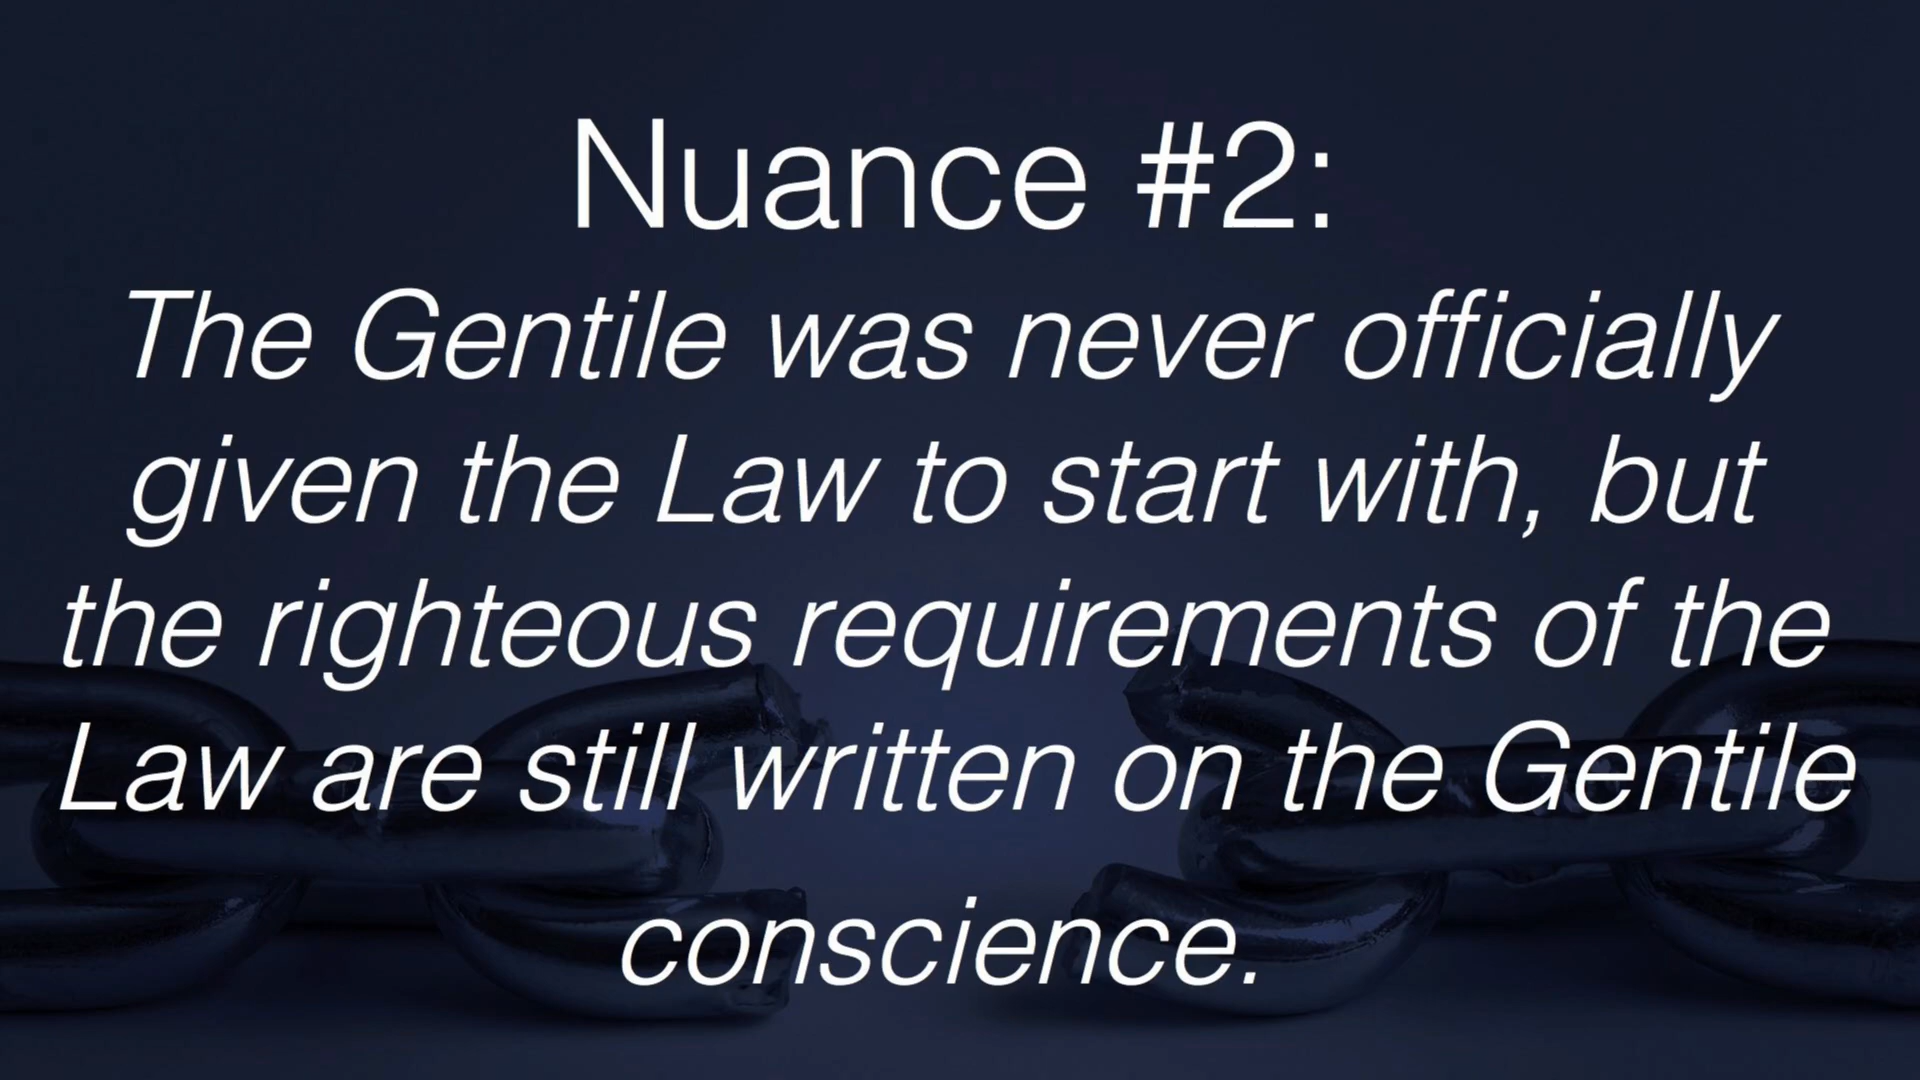 Nuance #2:
The Gentile was never officially
given the Law to start with, but
the righteous requirements of the
Law are still written on the Gentile
conscience.